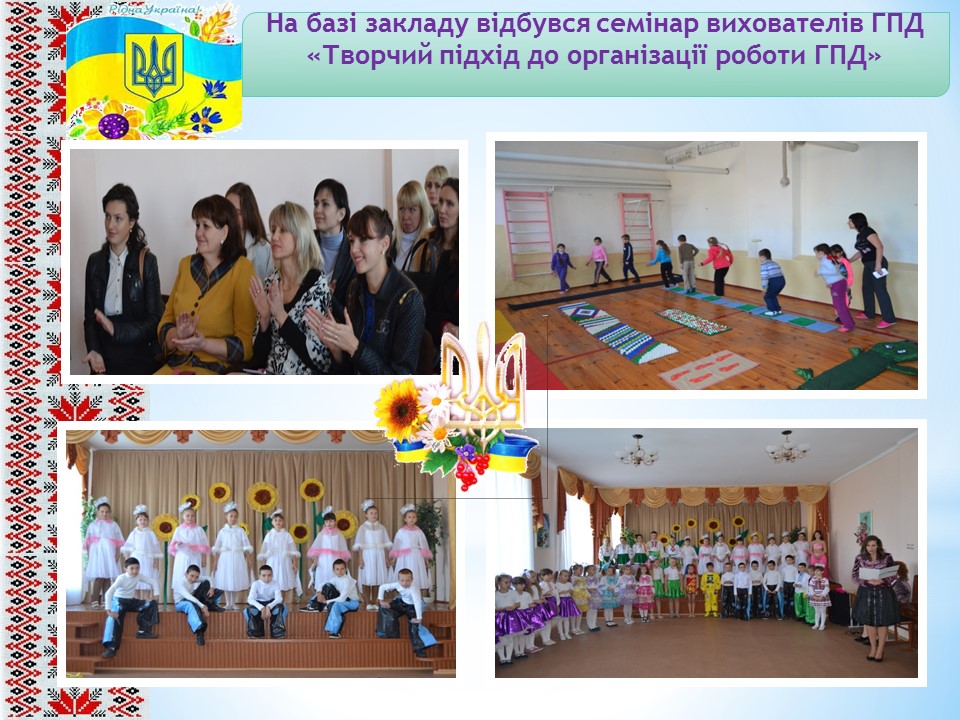 Рідна Україна!
На базі закладу відбувся семінар вихователів ГПД
«Творчий підхід до організації роботи ГПД»